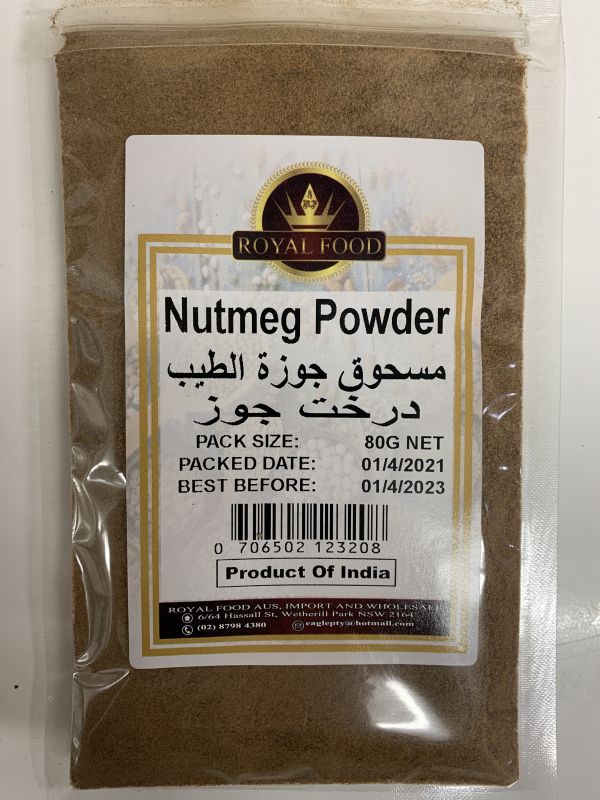 ROYAL FOOD
Nutmeg Powder
مسحوق جوزة الطيب
درخت جوز
PACK SIZE: 80G NET
PACKED DATE: 01/4/2021
BEST BEFORE: 01/4/2023
0 706502 123208
Product Of India
ROYAL FOOD AUS, IMPORT AND WHOLESALE
6/64 Hassall St, Wetherill Park NSW 2164
(02) 8798 4380 eaglepty@hotmail.com